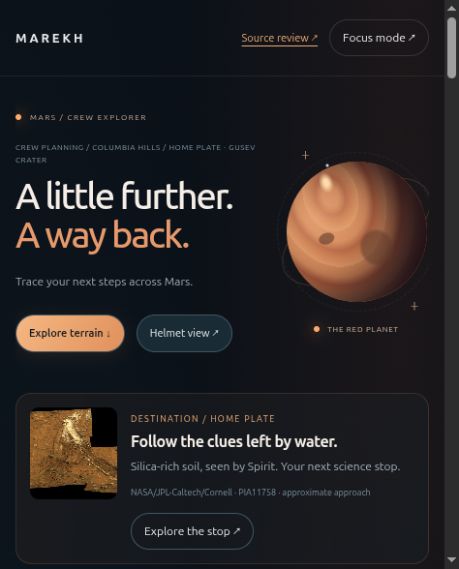 MAREKH
Source review ↗
Focus mode ↗
MARS / CREW EXPLORER
CREW PLANNING / COLUMBIA HILLS / HOME PLATE · GUSEV
CRATER
A little further.
A way back.
Trace your next steps across Mars.
Explore terrain ↓
Helmet view ↗
THE RED PLANET
DESTINATION / HOME PLATE
Follow the clues left by water.
Silica-rich soil, seen by Spirit. Your next science stop.
NASA/JPL-Caltech/Cornell · PIA11758 · approximate approach
Explore the stop ↗